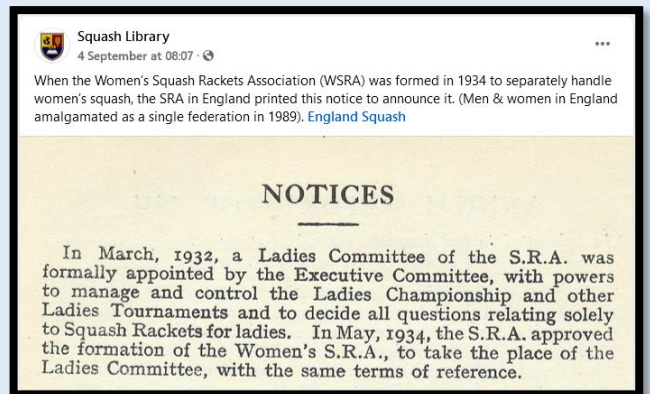 Squash Library
4 September at 08:07 ·
When the Women's Squash Rackets Association (WSRA) was formed in 1934 to separately handle
women's squash, the SRA in England printed this notice to announce it. (Men & women in England
amalgamated as a single federation in 1989). England Squash
NOTICES
In March, 1932, a Ladies Committee of the S.R.A. was
formally appointed by the Executive Committee, with powers
to manage and control the Ladies Championship and other
Ladies Tournaments and to decide all questions relating solely
to Squash Rackets for ladies. In May, 1934, the S.R.A. approved
the formation of the Women's S.R.A., to take the place of the
Ladies Committee, with the same terms of reference.